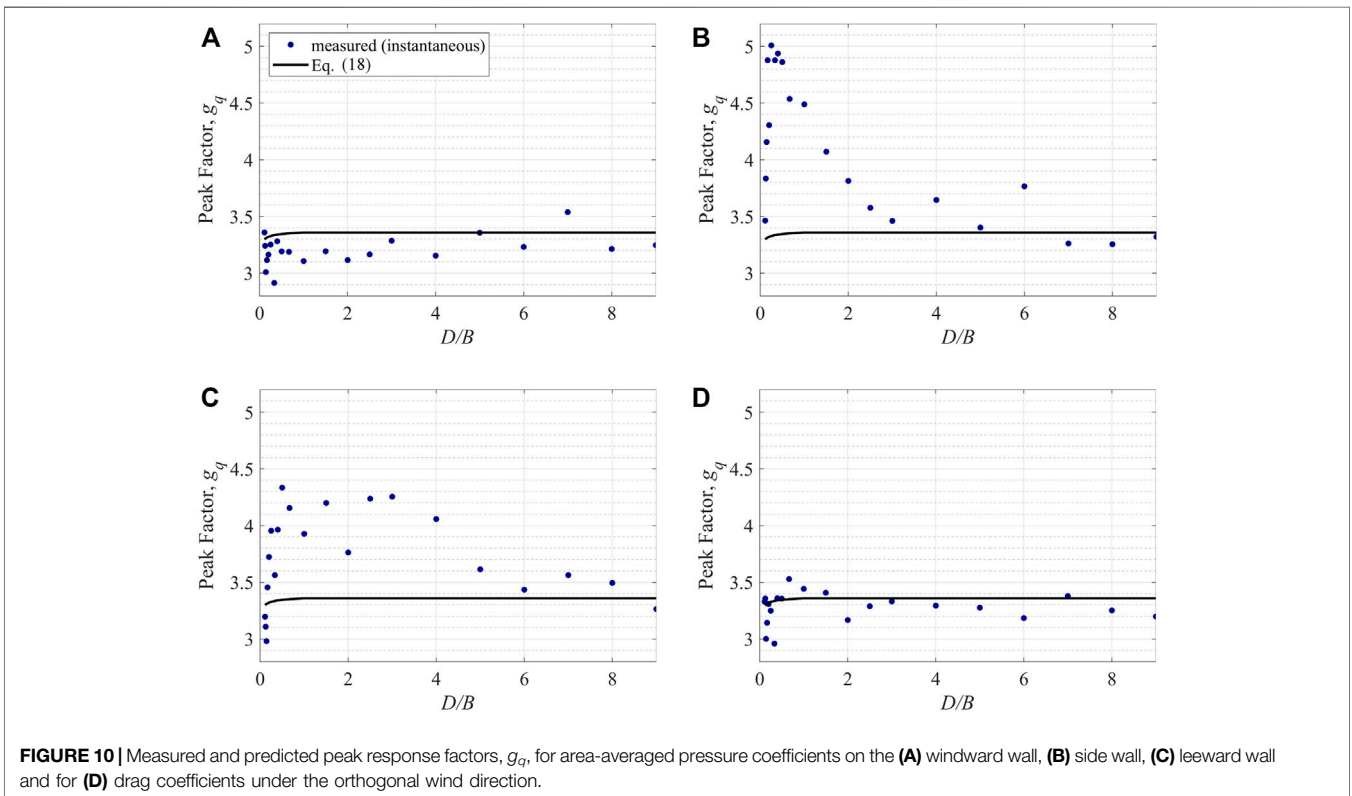 A
measured (instantaneous)
Eq. (18)
5
4.5
4
3.5
3
Peak Factor, g_q
0 2 4 6 8
D/B
B
5
4.5
4
3.5
3
Peak Factor, g_q
0 2 4 6 8
D/B
C
5
4.5
4
3.5
3
Peak Factor, g_q
0 2 4 6 8
D/B
D
5
4.5
4
3.5
3
Peak Factor, g_q
0 2 4 6 8
D/B
FIGURE 10 | Measured and predicted peak response factors, g_q, for area-averaged pressure coefficients on the (A) windward wall, (B) side wall, (C) leeward wall
and for (D) drag coefficients under the orthogonal wind direction.